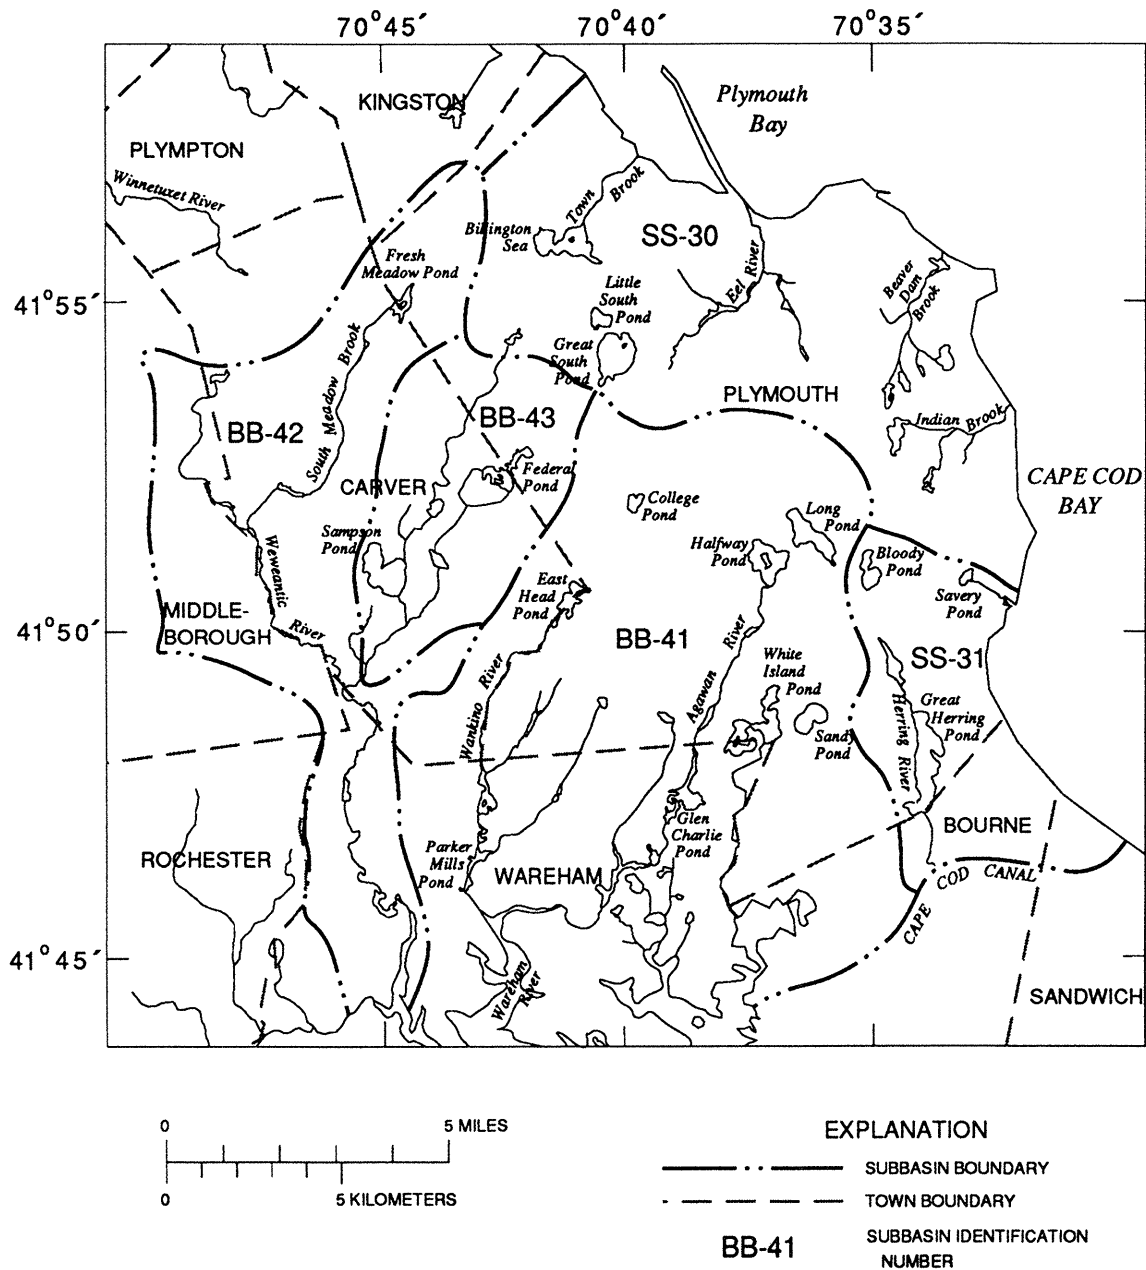 70°45′
70°40′
70°35′
Plymouth
Bay
KINGSTON
PLYMPTON
Winnetuxet River
Town
Brook
Billington
Sea
SS-30
Fresh
Meadow Pond
Eel River
Beaver
Dam
Brook
41°55′
Little
South
Pond
Great
South
Pond
South Meadow Brook
PLYMOUTH
BB-43
BB-42
Indian Brook
Federal
Pond
CAPE COD
BAY
CARVER
College
Pond
Long
Pond
Sampson
Pond
Halfway
Pond
Bloody
Pond
Weweantic
River
East
Head
Pond
Savery
Pond
MIDDLE-
BOROUGH
41°50′
BB-41
SS-31
White
Island
Pond
Agawan
River
Wankino River
Great
Herring
Pond
Herring River
Sandy
Pond
Glen
Charlie
Pond
BOURNE
Parker
Mills
Pond
ROCHESTER
WAREHAM
CAPE COD CANAL
41°45′
Wareham
River
SANDWICH
0
5 MILES
0
5 KILOMETERS
EXPLANATION
SUBBASIN BOUNDARY
TOWN BOUNDARY
BB-41
SUBBASIN IDENTIFICATION
NUMBER